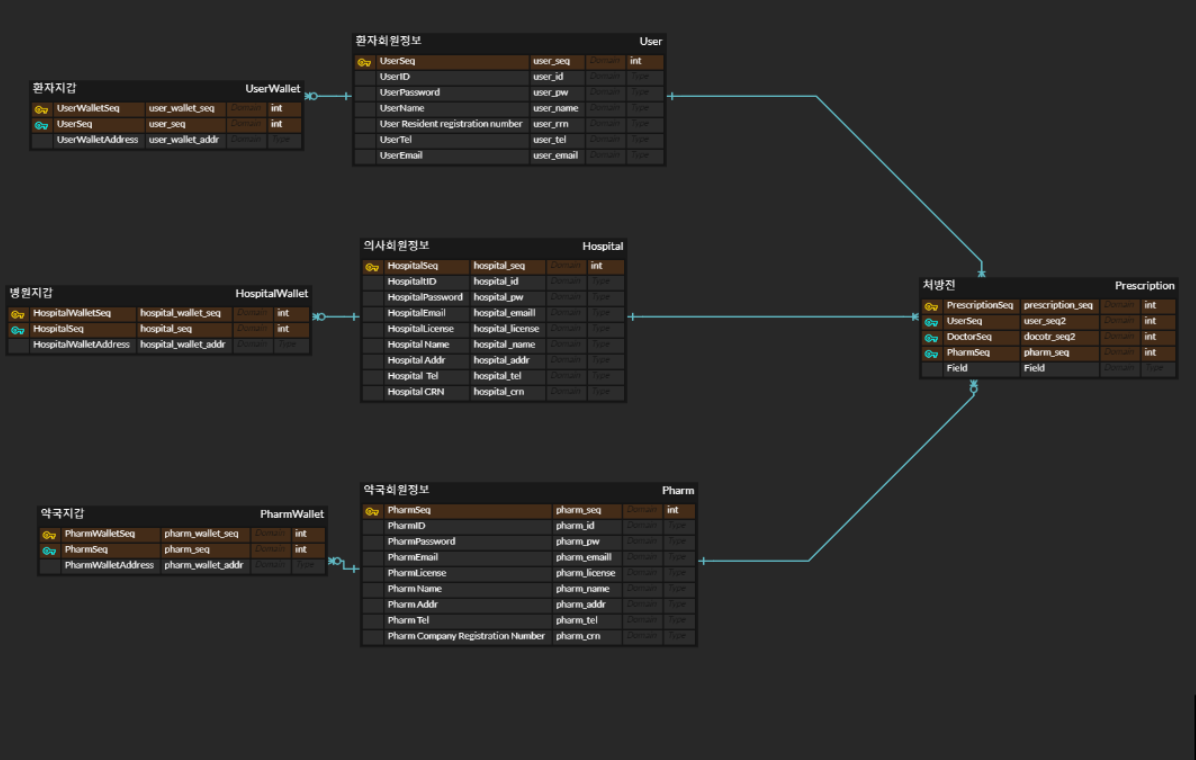 환자회원정보 User
UserSeq user_seq Domain int
UserID user_id Domain Type
UserPassword user_pw Domain Type
UserName user_name Domain Type
User Resident registration number user_rrn Domain Type
UserTel user_tel Domain Type
UserEmail user_email Domain Type
환자지갑 UserWallet
UserWalletSeq user_wallet_seq Domain int
UserSeq user_seq Domain int
UserWalletAddress user_wallet_addr Domain Type
의사회원정보 Hospital
HospitalSeq hospital_seq Domain int
HospitalтID hospital_id Domain Type
HospitalPassword hospital_pw Domain Type
HospitalEmail hospital_emaill Domain Type
HospitalLicense hospital_license Domain Type
Hospital Name hospital_name Domain Type
Hospital Addr hospital_addr Domain Type
Hospital Tel hospital_tel Domain Type
Hospital CRN hospital_crn Domain Type
병원지갑 HospitalWallet
HospitalWalletSeq hospital_wallet_seq Domain int
HospitalSeq hospital_seq Domain int
HospitalWalletAddress hospital_wallet_addr Domain Type
처방전 Prescription
PrescriptionSeq prescription_seq Domain int
UserSeq user_seq2 Domain int
DoctorSeq docotr_seq2 Domain int
PharmSeq pharm_seq Domain int
Field Field Domain Type
약국회원정보 Pharm
PharmSeq pharm_seq Domain int
PharmID pharm_id Domain Type
PharmPassword pharm_pw Domain Type
PharmEmail pharm_emaill Domain Type
PharmLicense pharm_license Domain Type
Pharm Name pharm_name Domain Type
Pharm Addr pharm_addr Domain Type
Pharm Tel pharm_tel Domain Type
Pharm Company Registration Number pharm_crn Domain Type
약국지갑 PharmWallet
PharmWalletSeq pharm_wallet_seq Domain int
PharmSeq pharm_seq Domain int
PharmWalletAddress pharm_wallet_addr Domain Type